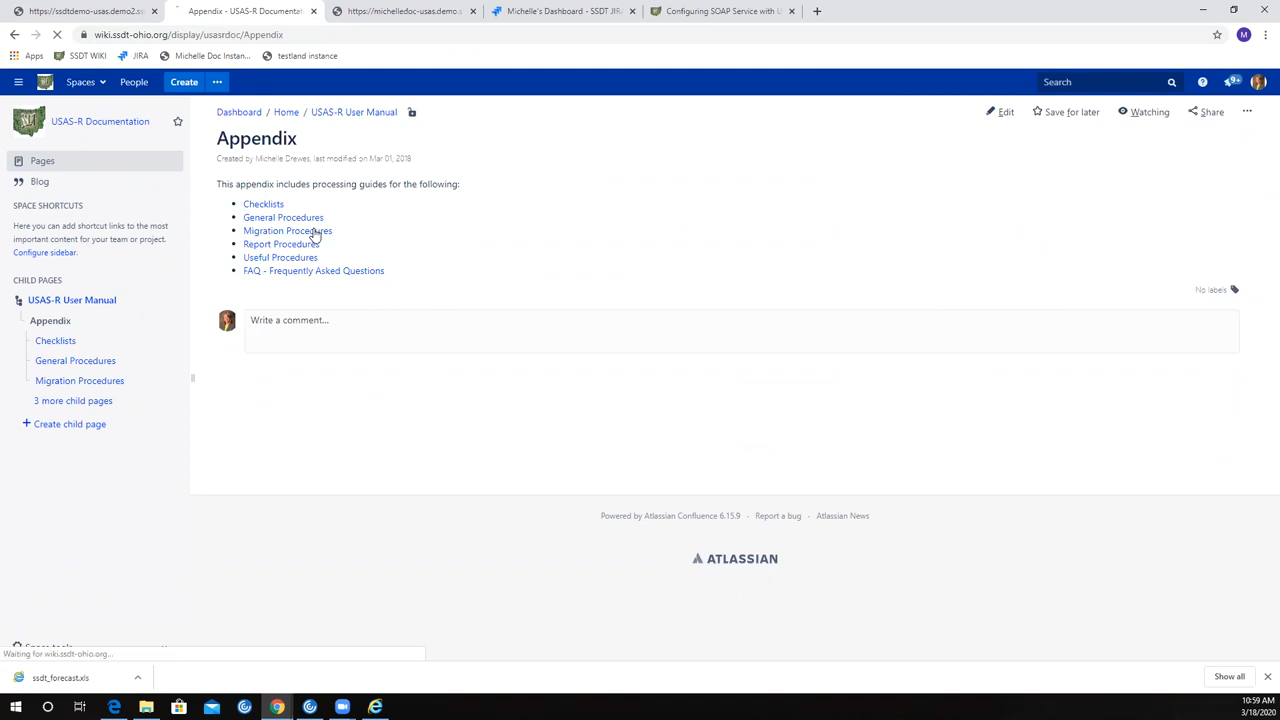 https://ssdtdemo-usas.demo2.s
Appendix - USAS-R Documentat
https://michelledoc-usas.demo.s
Michelle's Dashboard - SSDT JIR
Configuring SOAP Service with U
wiki.ssdt-ohio.org/display/usasrdoc/Appendix
Apps
SSDT WIKI
JIRA
Michelle Doc Instan...
testland instance
Spaces
People
Create
Search
9+
USAS-R Documentation
Dashboard / Home / USAS-R User Manual
Edit
Save for later
Watching
Share
Appendix
Created by Michelle Drewes, last modified on Mar 01, 2018
Pages
Blog
This appendix includes processing guides for the following:
Checklists
General Procedures
Migration Procedures
Report Procedures
Useful Procedures
FAQ - Frequently Asked Questions
SPACE SHORTCUTS
Here you can add shortcut links to the most
important content for your team or project.
Configure sidebar.
CHILD PAGES
USAS-R User Manual
Appendix
Checklists
General Procedures
Migration Procedures
3 more child pages
+ Create child page
No labels
Write a comment...
Powered by Atlassian Confluence 6.15.9 · Report a bug · Atlassian News
ATLASSIAN
Space tools
Waiting for wiki.ssdt-ohio.org...
ssdt_forecast.xls
Show all
10:59 AM
3/18/2020